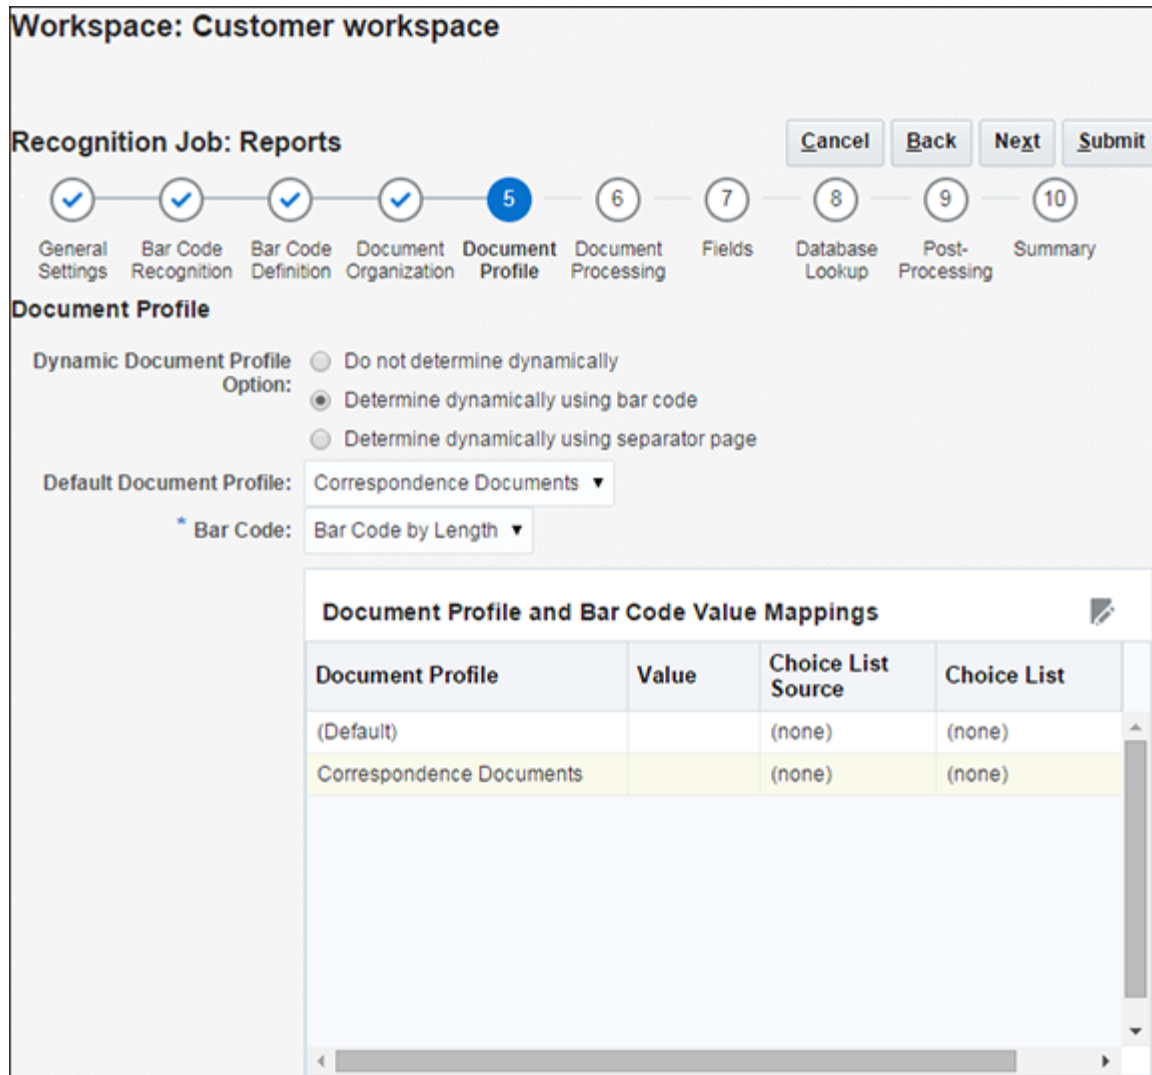 Workspace: Customer workspace
Recognition Job: Reports
Cancel Back Next Submit
5 6 7 8 9 10
General Bar Code Bar Code Document Document Document Fields Database Post- Summary
Settings Recognition Definition Organization Profile Processing Lookup Processing
Document Profile
Dynamic Document Profile Do not determine dynamically
Option:
Determine dynamically using bar code
Determine dynamically using separator page
Default Document Profile: Correspondence Documents
* Bar Code: Bar Code by Length
Document Profile and Bar Code Value Mappings
Document Profile Value Choice List Source Choice List
(Default) (none) (none)
Correspondence Documents (none) (none)